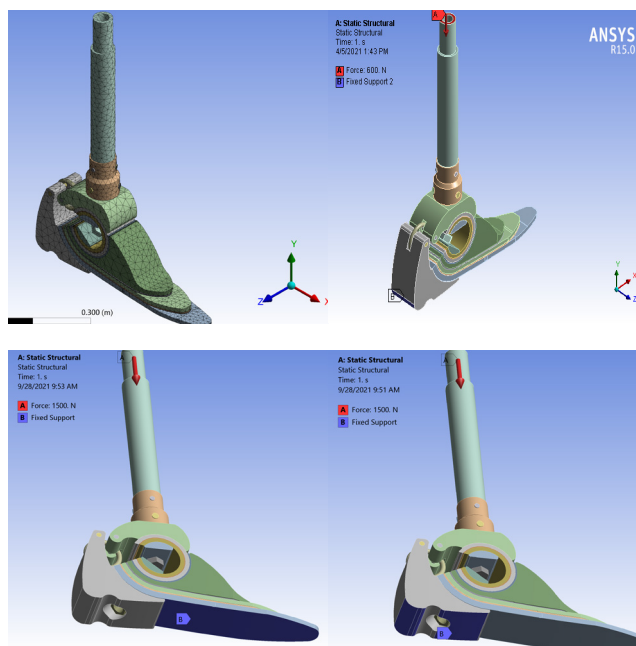 Y
Z
X
0.300 (m)
A: Static Structural
Static Structural
Time: 1. s
4/5/2021 1:43 PM
A Force: 600. N
B Fixed Support 2
A
ANSYS
R15.0
B
Y
X
Z
A: Static Structural
Static Structural
Time: 1. s
9/28/2021 9:53 AM
A Force: 1500. N
B Fixed Support
A
B
A: Static Structural
Static Structural
Time: 1. s
9/28/2021 9:51 AM
A Force: 1500. N
B Fixed Support
A
B